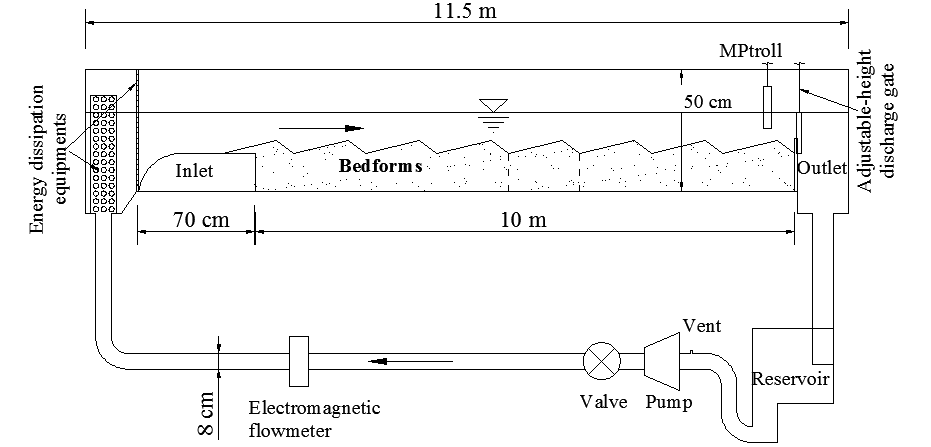 11.5 m
MPtroll
50 cm
Energy dissipation
equipments
Adjustable-height
discharge gate
Inlet
Bedforms
Outlet
70 cm
10 m
Vent
Reservoir
8 cm
Electromagnetic
flowmeter
Valve
Pump